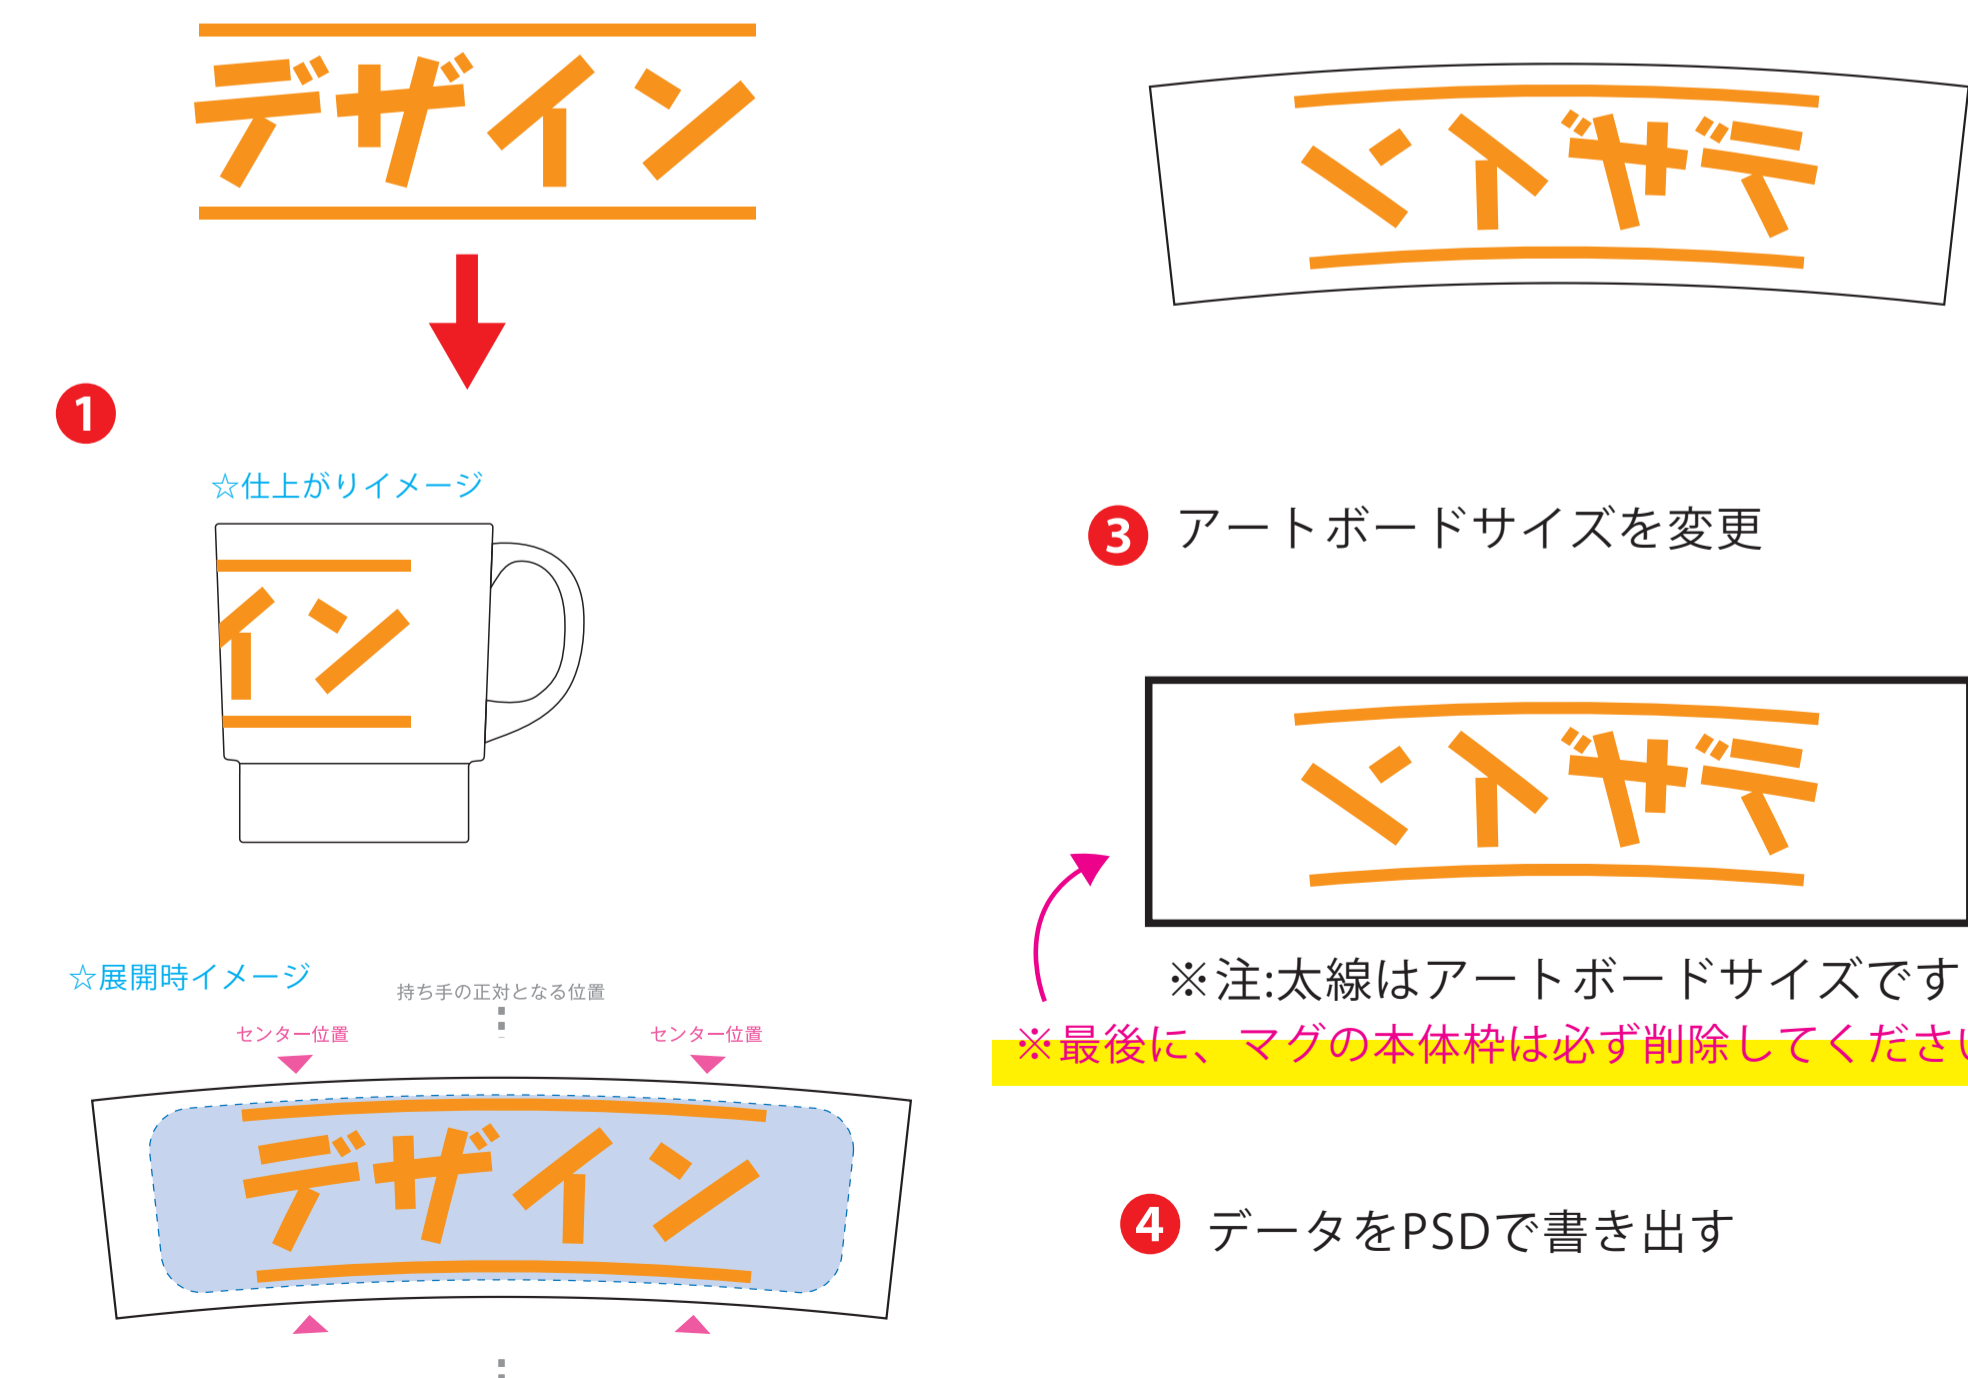 デザイン
1
☆仕上がりイメージ
イン
☆展開時イメージ
持ち手の正対となる位置
センター位置 センター位置
デザイン
デザイン
3 アートボードサイズを変更
デザイン
※注:太線はアートボードサイズです
※最後に、マグの本体枠は必ず削除してください
4 データをPSDで書き出す